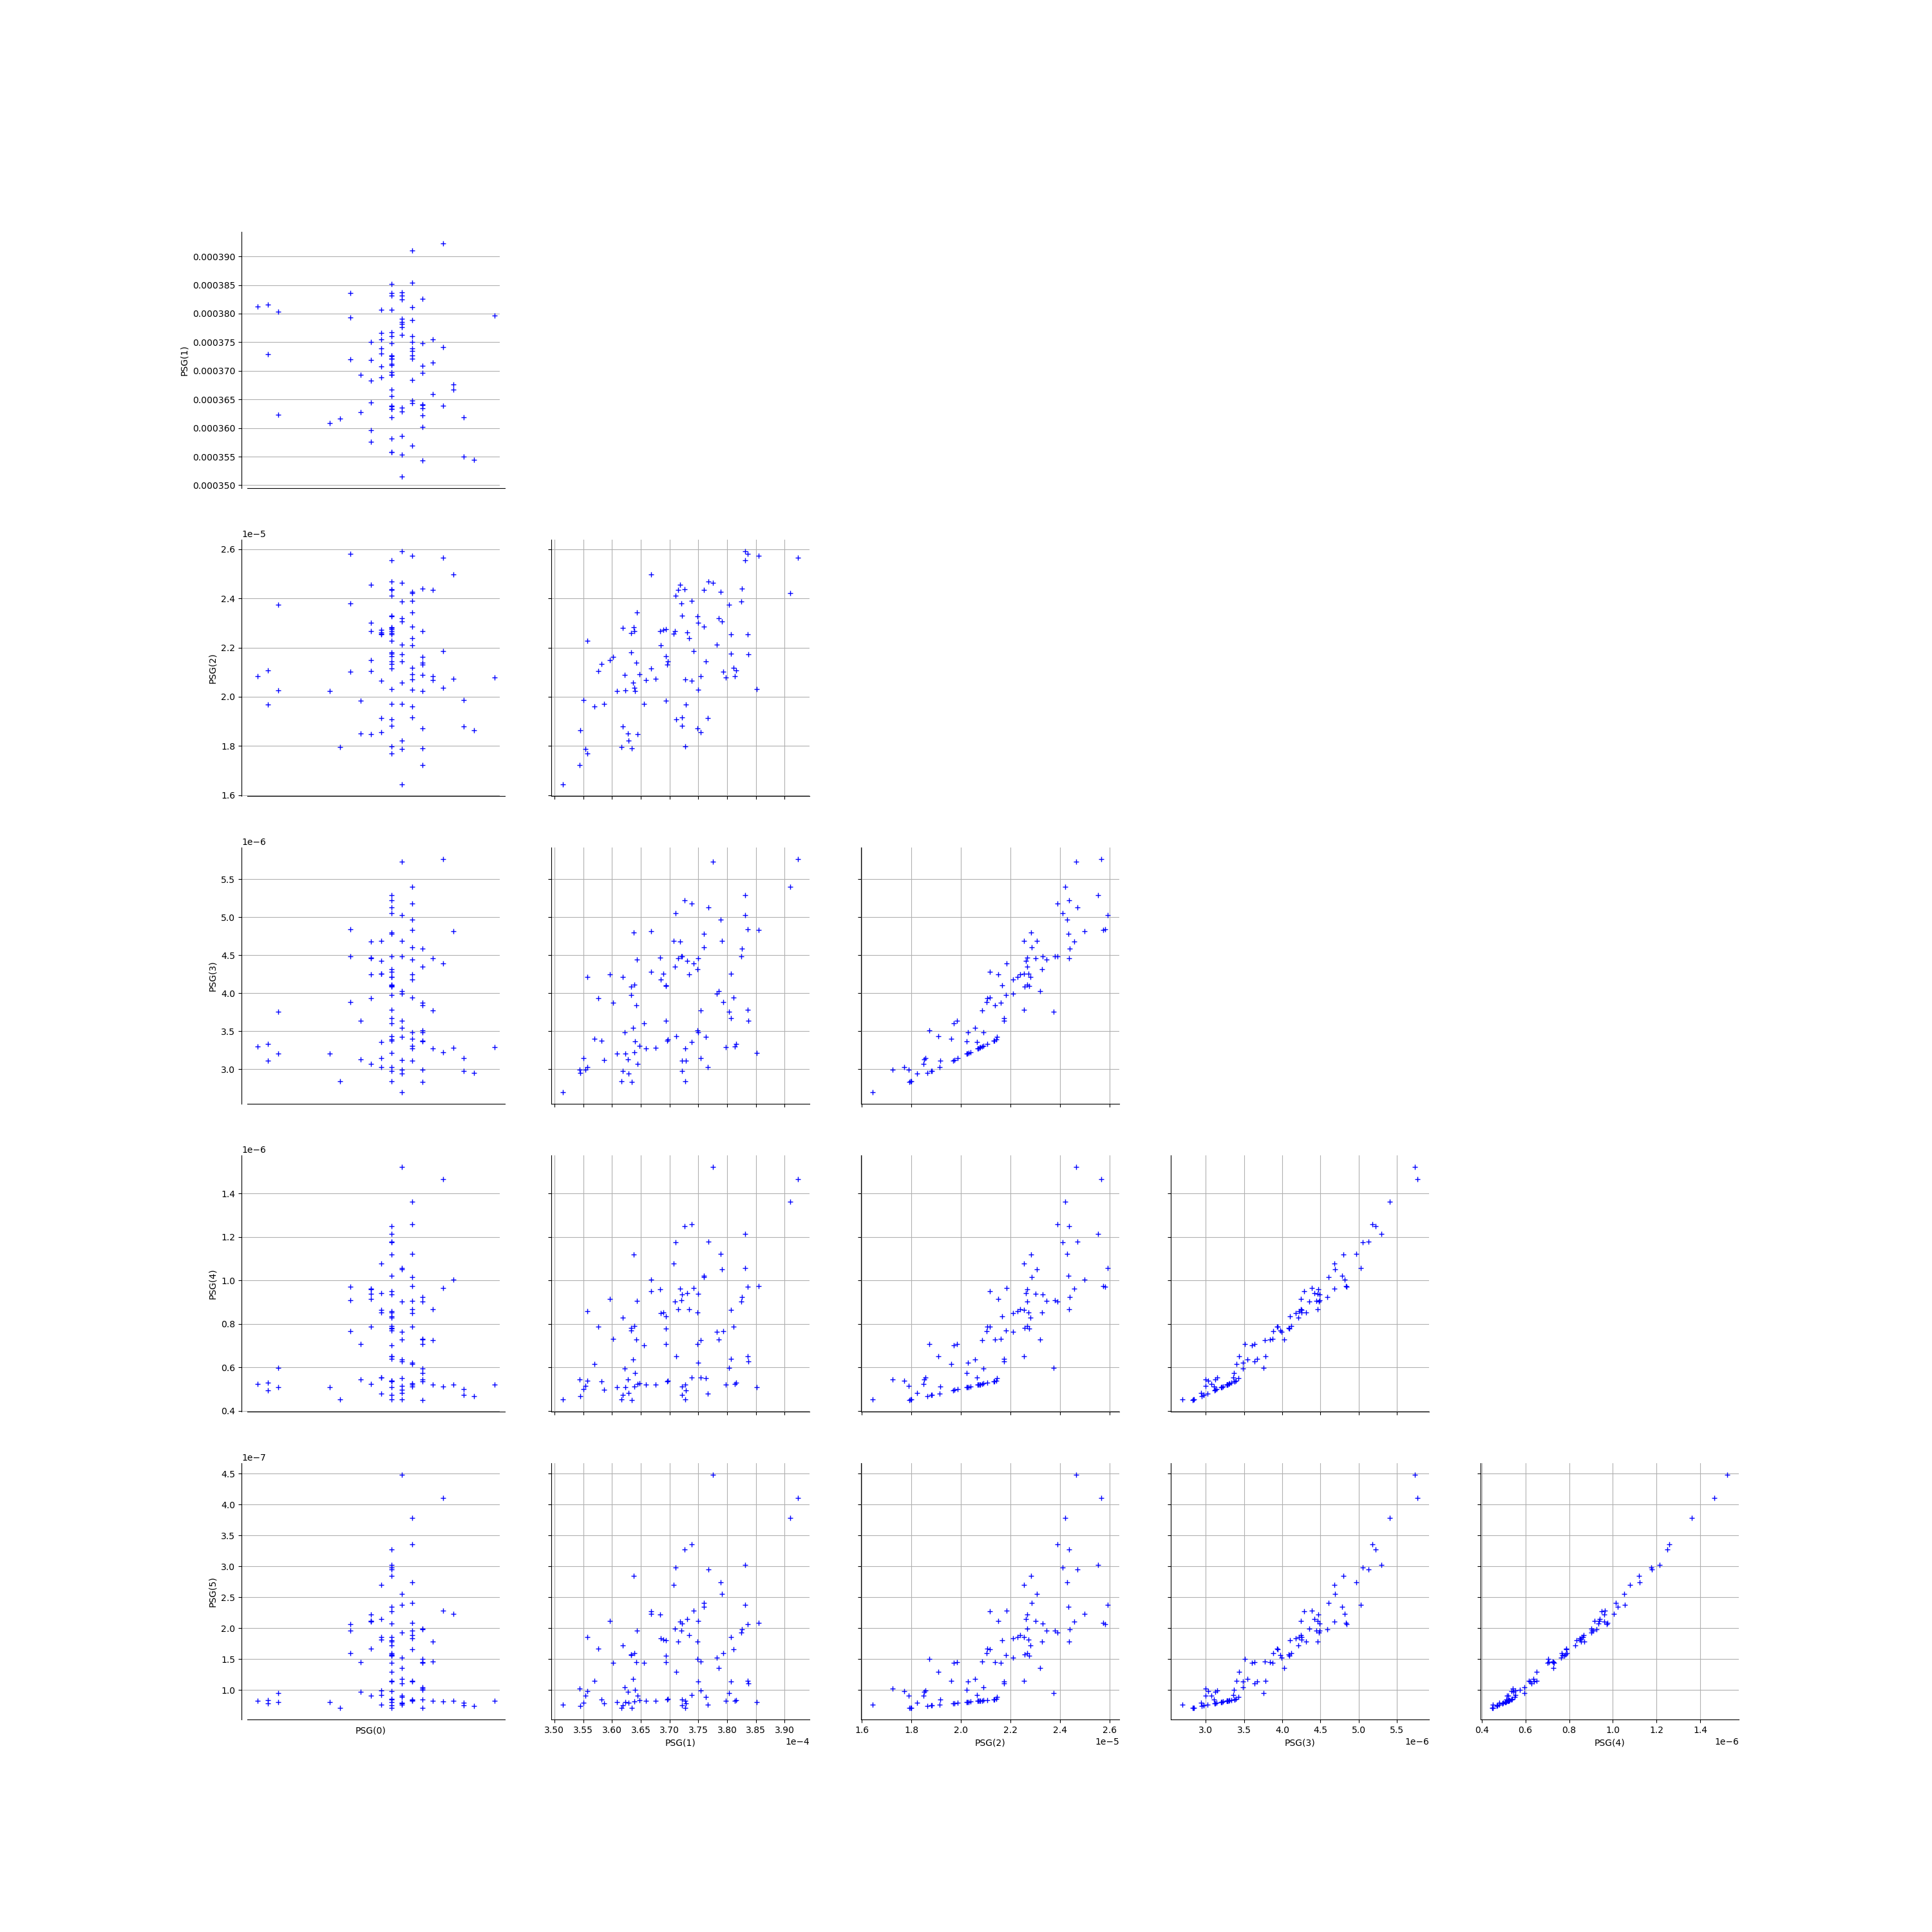 0.000390
0.000385
0.000380
0.000375
0.000370
0.000365
0.000360
0.000355
0.000350
PSG(1)
1e−5
2.6
2.4
2.2
2.0
1.8
1.6
PSG(2)
1e−6
5.5
5.0
4.5
4.0
3.5
3.0
PSG(3)
1e−6
1.4
1.2
1.0
0.8
0.6
0.4
PSG(4)
1e−7
4.5
4.0
3.5
3.0
2.5
2.0
1.5
1.0
PSG(5)
PSG(0)
3.50 3.55 3.60 3.65 3.70 3.75 3.80 3.85 3.90
PSG(1)
1e−4
1.6 1.8 2.0 2.2 2.4 2.6
PSG(2)
1e−5
3.0 3.5 4.0 4.5 5.0 5.5
PSG(3)
1e−6
0.4 0.6 0.8 1.0 1.2 1.4
PSG(4)
1e−6